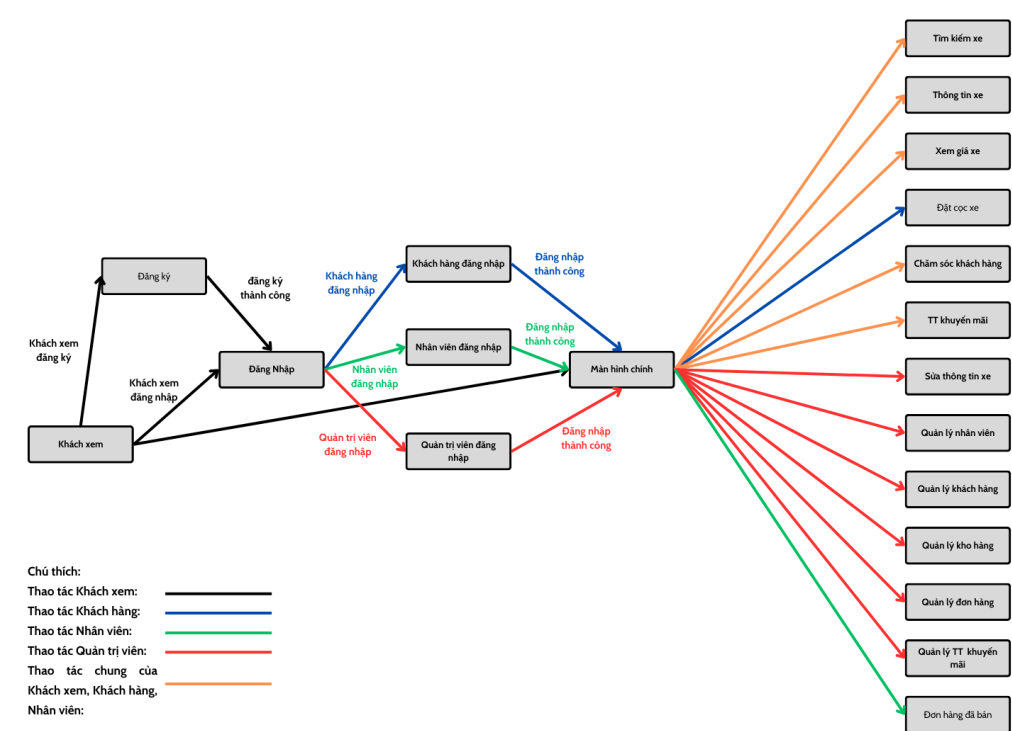 Tìm kiếm xe
Thông tin xe
Xem giá xe
Đặt cọc xe
Chăm sóc khách hàng
TT khuyến mãi
Sửa thông tin xe
Quản lý nhân viên
Quản lý khách hàng
Quản lý kho hàng
Quản lý đơn hàng
Quản lý TT khuyến
mãi
Đơn hàng đã bán
Đăng ký
đăng ký
thành công
Khách xem
đăng ký
Khách xem
đăng nhập
Khách xem
Đăng Nhập
Khách hàng
đăng nhập
Khách hàng đăng nhập
Đăng nhập
thành công
Nhân viên
đăng nhập
Nhân viên đăng nhập
Đăng nhập
thành công
Quản trị viên
đăng nhập
Quản trị viên đăng
nhập
Đăng nhập
thành công
Màn hình chính
Chú thích:
Thao tác Khách xem:
Thao tác Khách hàng:
Thao tác Nhân viên:
Thao tác Quản trị viên:
Thao tác chung của
Khách xem, Khách hàng,
Nhân viên: